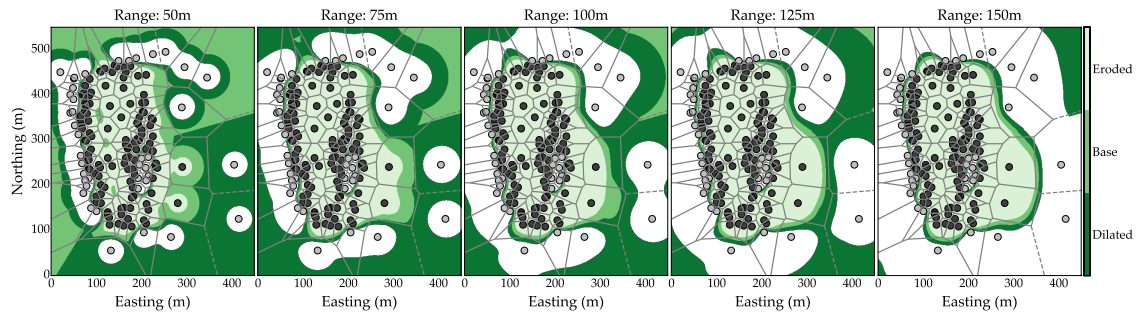 Range: 50m
Range: 75m
Range: 100m
Range: 125m
Range: 150m
500
400
300
200
100
0
Northing (m)
0 100 200 300 400
0 100 200 300 400
0 100 200 300 400
0 100 200 300 400
0 100 200 300 400
Easting (m)
Easting (m)
Easting (m)
Easting (m)
Easting (m)
Eroded
Base
Dilated